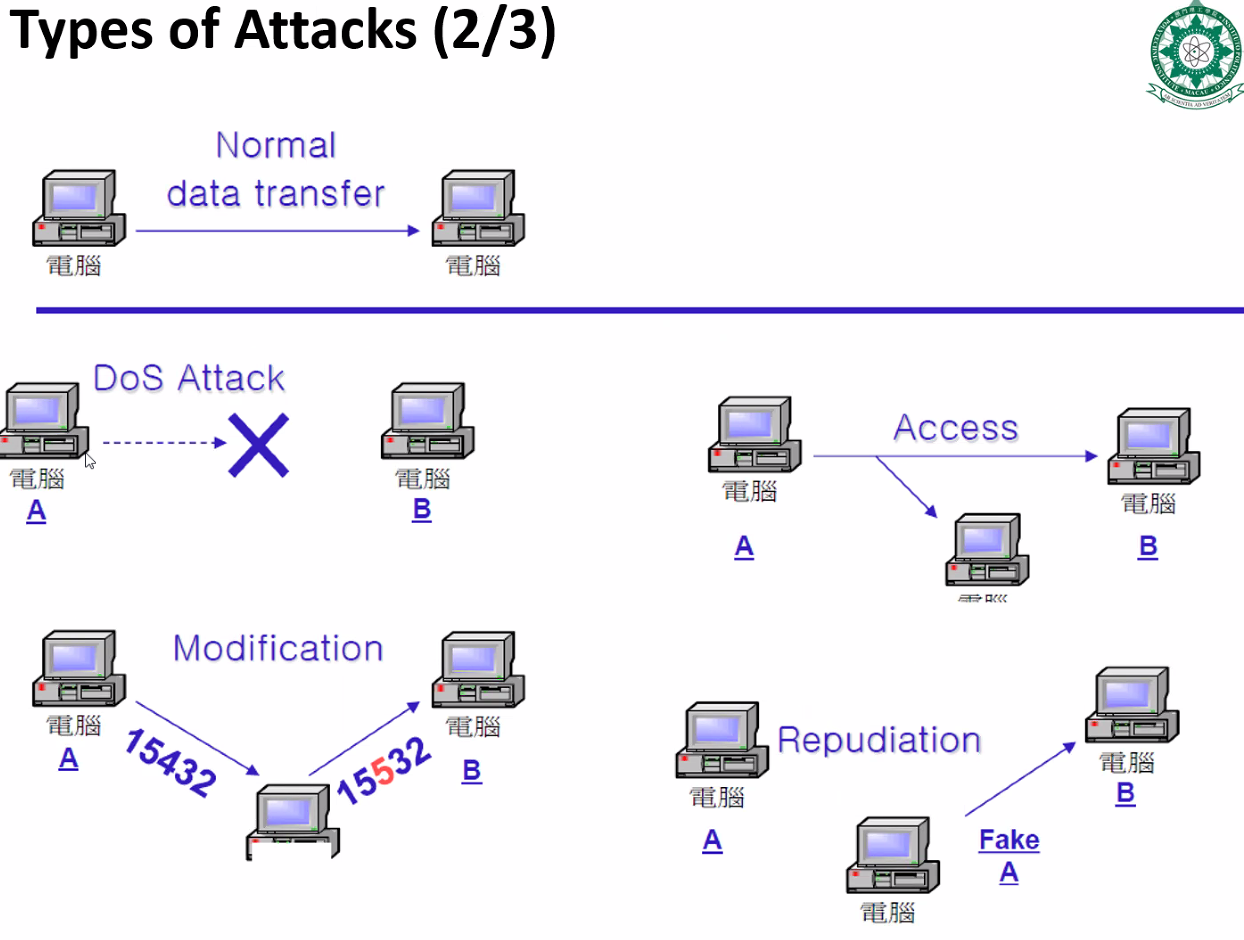 Types of Attacks (2/3)
Normal
data transfer
電腦
電腦
DoS Attack
電腦
A
電腦
B
Access
電腦
A
電腦
B
Modification
電腦
A
15432
15532
電腦
B
Repudiation
電腦
A
電腦
Fake
A
電腦
B